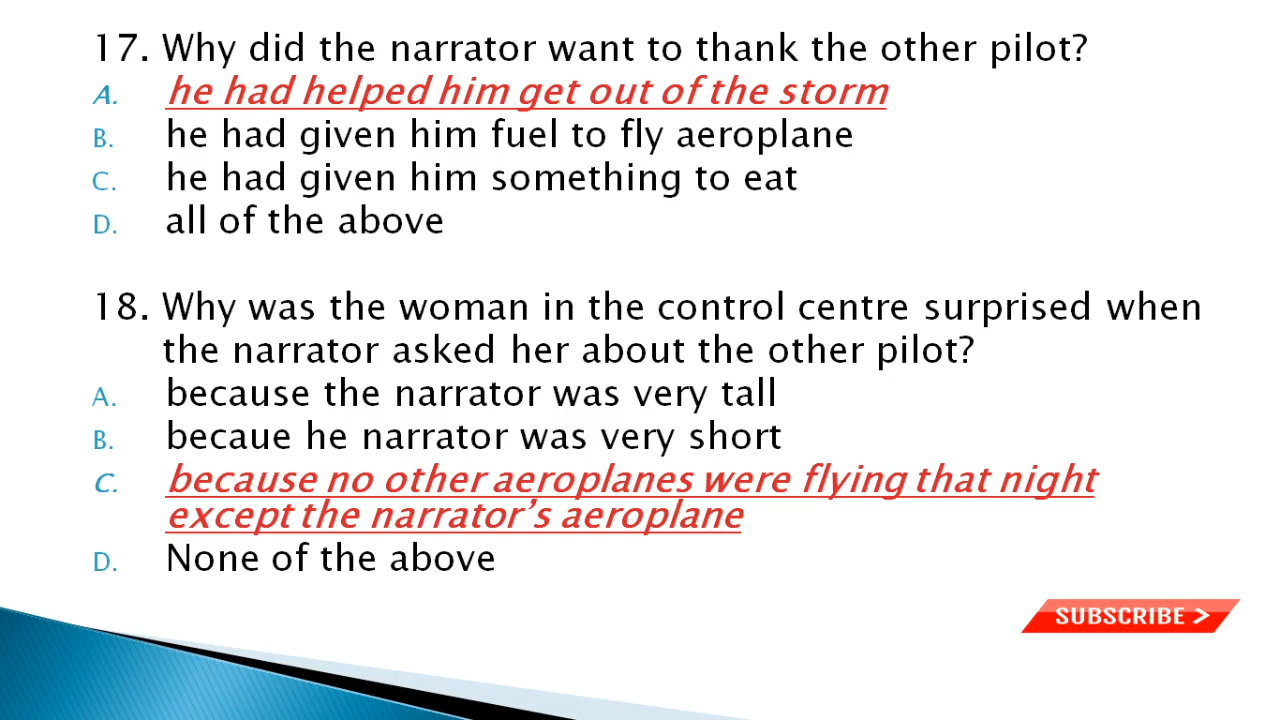 17. Why did the narrator want to thank the other pilot?
A. he had helped him get out of the storm
B. he had given him fuel to fly aeroplane
C. he had given him something to eat
D. all of the above
18. Why was the woman in the control centre surprised when
the narrator asked her about the other pilot?
A. because the narrator was very tall
B. becaue he narrator was very short
C. because no other aeroplanes were flying that night
except the narrator’s aeroplane
D. None of the above
SUBSCRIBE >